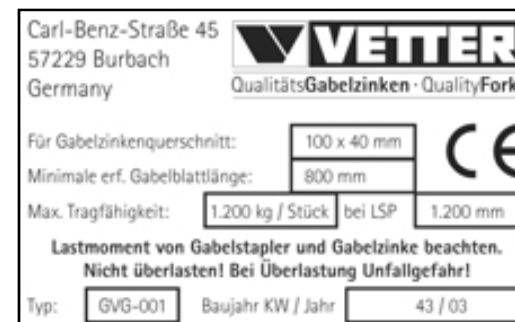 Carl-Benz-Straße 45
57229 Burbach
Germany
VETTER
QualitätsGabelzinken · QualityFork
Für Gabelzinkenquerschnitt: 100 x 40 mm
Minimale erf. Gabelblattlänge: 800 mm
CE
Max. Tragfähigkeit: 1.200 kg / Stück bei LSP 1.200 mm
Lastmoment von Gabelstapler und Gabelzinke beachten.
Nicht überlasten! Bei Überlastung Unfallgefahr!
Typ: GVG-001 Baujahr KW / Jahr 43 / 03